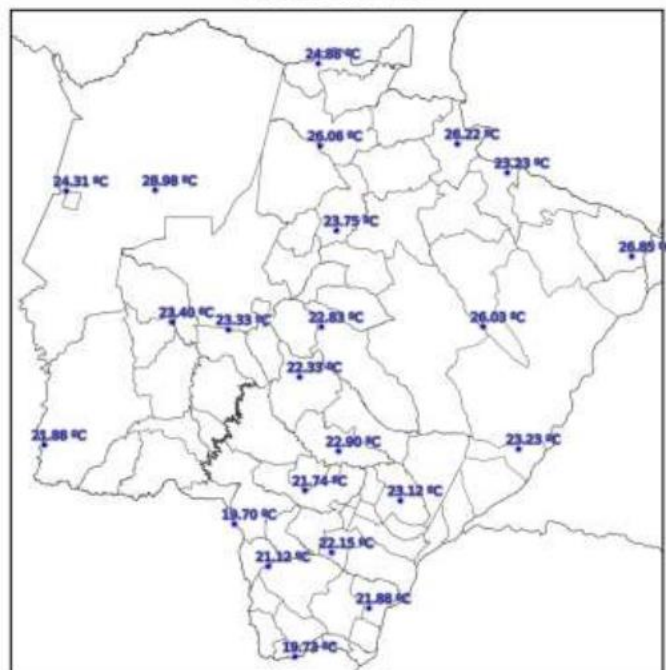 24.88 ºC
26.06 ºC
26.22 ºC
23.23 ºC
24.31 ºC
28.98 ºC
23.75 ºC
26.85 º
23.40 ºC
23.33 ºC
22.83 ºC
26.03 ºC
22.33 ºC
21.88 ºC
22.90 ºC
23.23 ºC
21.74 ºC
23.12 ºC
19.70 ºC
22.15 ºC
21.12 ºC
21.88 ºC
19.73 ºC